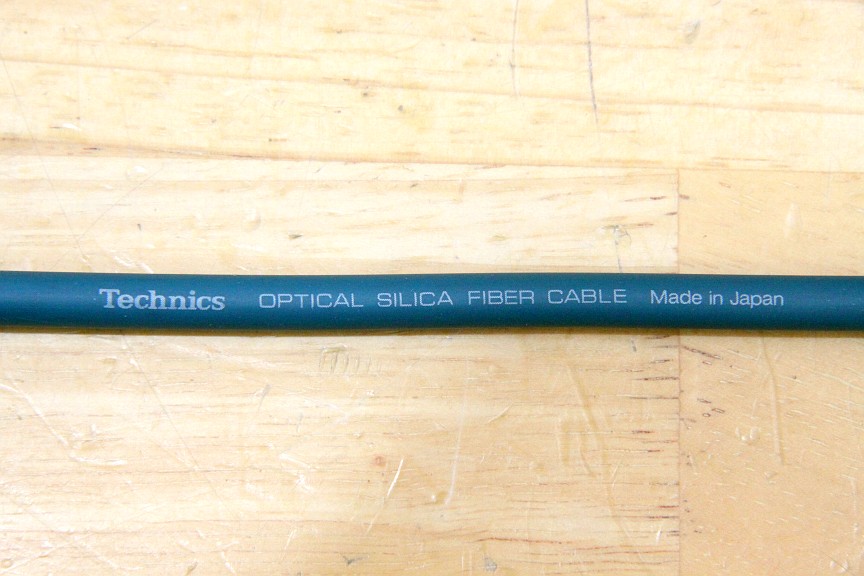 Technics OPTICAL SILICA FIBER CABLE Made in Japan